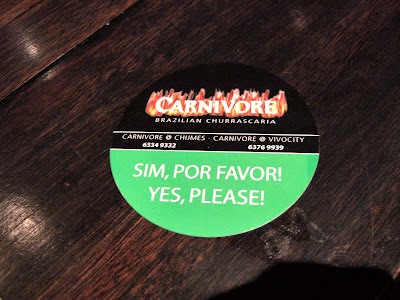 CARNIVORE
BRAZILIAN CHURRASCARIA
CARNIVORE @ CHIJMES - CARNIVORE @ VIVOCITY
6334 9332 6376 9939
SIM, POR FAVOR!
YES, PLEASE!